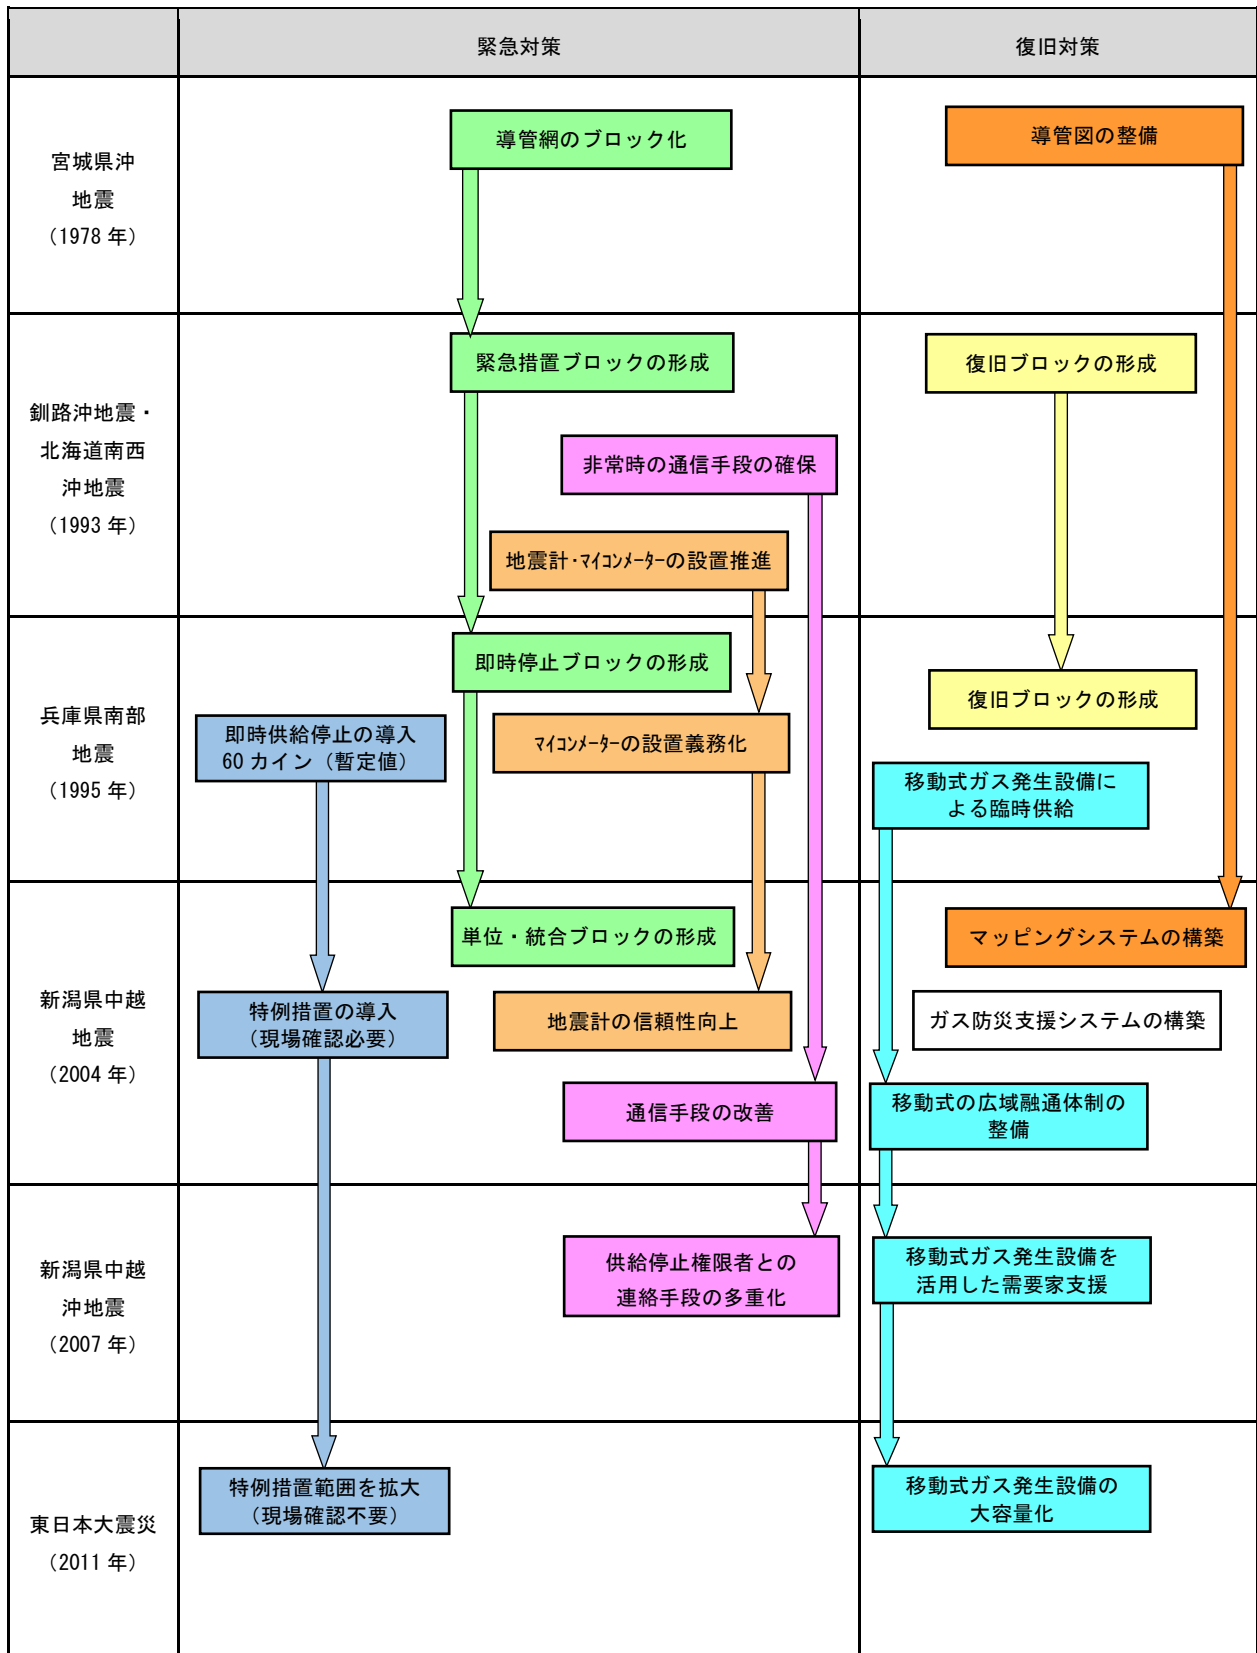 緊急対策
復旧対策
宮城県沖
地震
（1978 年）
導管網のブロック化
導管図の整備
釧路沖地震・
北海道南西
沖地震
（1993 年）
緊急措置ブロックの形成
非常時の通信手段の確保
地震計･ﾏｲｺﾝﾒｰﾀｰの設置推進
復旧ブロックの形成
兵庫県南部
地震
（1995 年）
即時停止ブロックの形成
即時供給停止の導入
60 カイン（暫定値）
ﾏｲｺﾝﾒｰﾀｰの設置義務化
復旧ブロックの形成
移動式ガス発生設備に
よる臨時供給
新潟県中越
地震
（2004 年）
単位・統合ブロックの形成
特例措置の導入
（現場確認必要）
地震計の信頼性向上
通信手段の改善
マッピングシステムの構築
ガス防災支援システムの構築
移動式の広域融通体制の
整備
新潟県中越
沖地震
（2007 年）
供給停止権限者との
連絡手段の多重化
移動式ガス発生設備を
活用した需要家支援
東日本大震災
（2011 年）
特例措置範囲を拡大
（現場確認不要）
移動式ガス発生設備の
大容量化